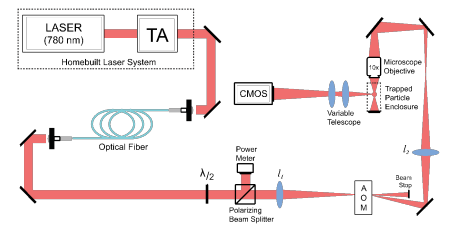 LASER
(780 nm)
TA
Homebuilt Laser System
10x
Microscope
Objective
CMOS
Trapped
Particle
Enclosure
Variable
Telescope
Optical Fiber
l₂
Power
Meter
λ/2
l₁
Beam
Stop
A
O
M
Polarizing
Beam Splitter